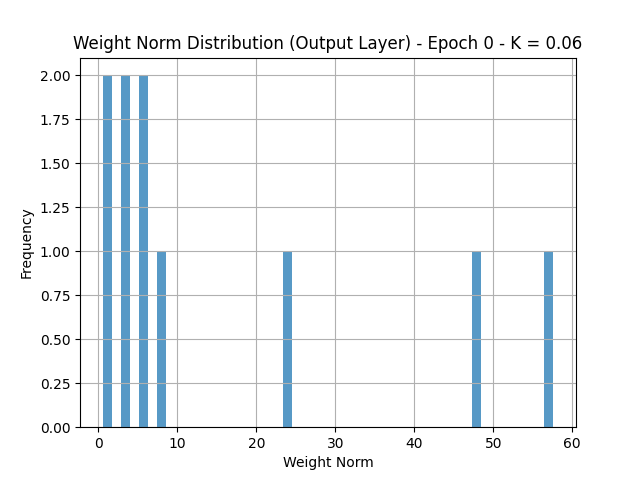 Weight Norm Distribution (Output Layer) - Epoch 0 - K = 0.06
2.00
1.75
1.50
1.25
1.00
0.75
0.50
0.25
0.00
Frequency
0 10 20 30 40 50 60
Weight Norm